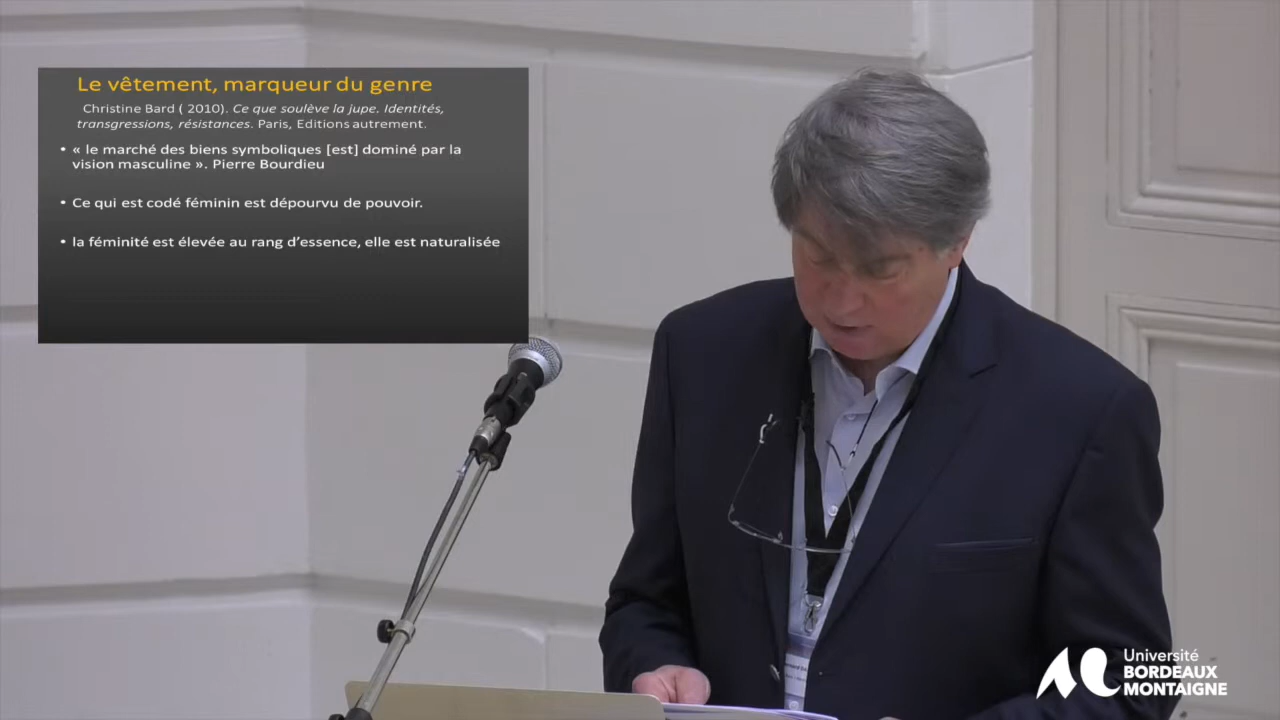 Le vêtement, marqueur du genre
Christine Bard ( 2010). Ce que soulève la jupe. Identités,
transgressions, résistances. Paris, Editions autrement.
• « le marché des biens symboliques [est] dominé par la
vision masculine ». Pierre Bourdieu
• Ce qui est codé féminin est dépourvu de pouvoir.
• la féminité est élevée au rang d’essence, elle est naturalisée
Université
BORDEAUX
MONTAIGNE